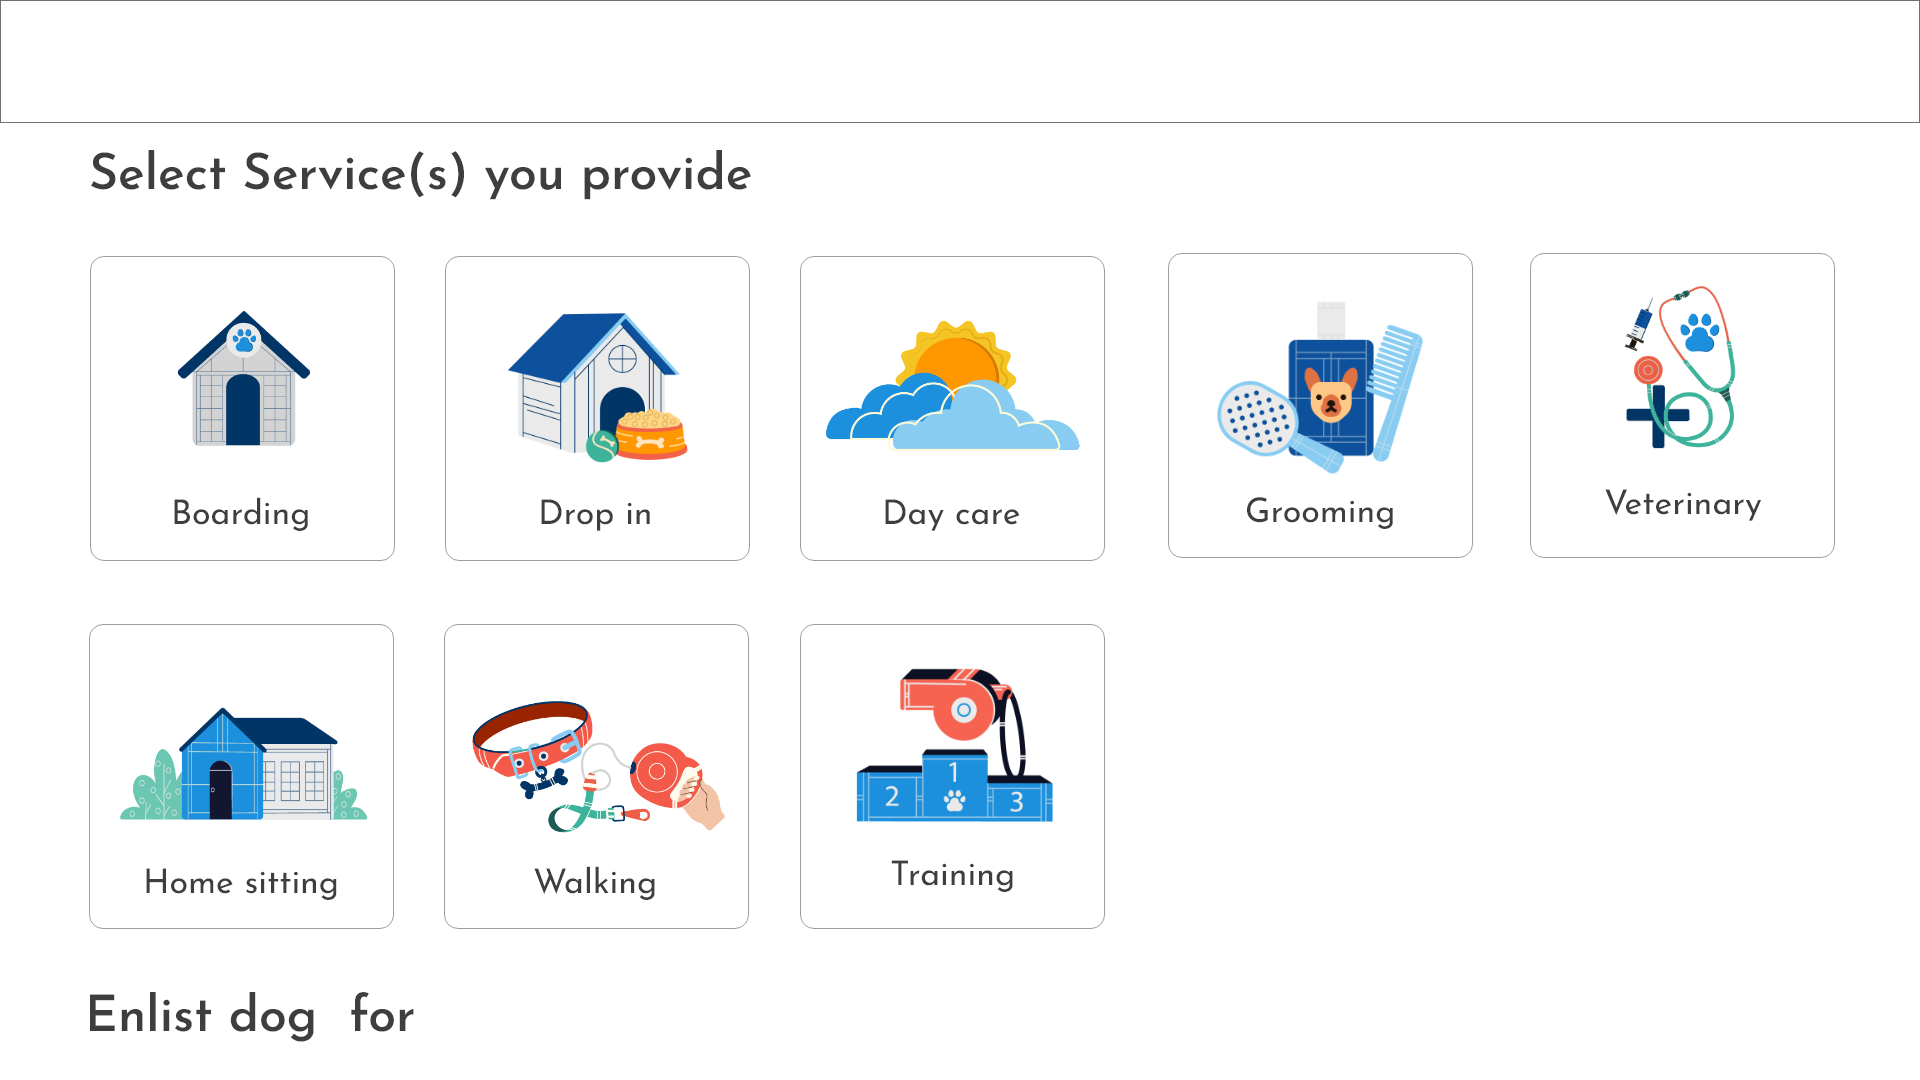 Select Service(s) you provide
Boarding
Drop in
Day care
Grooming
Veterinary
1
2
3
Home sitting
Walking
Training
Enlist dog  for